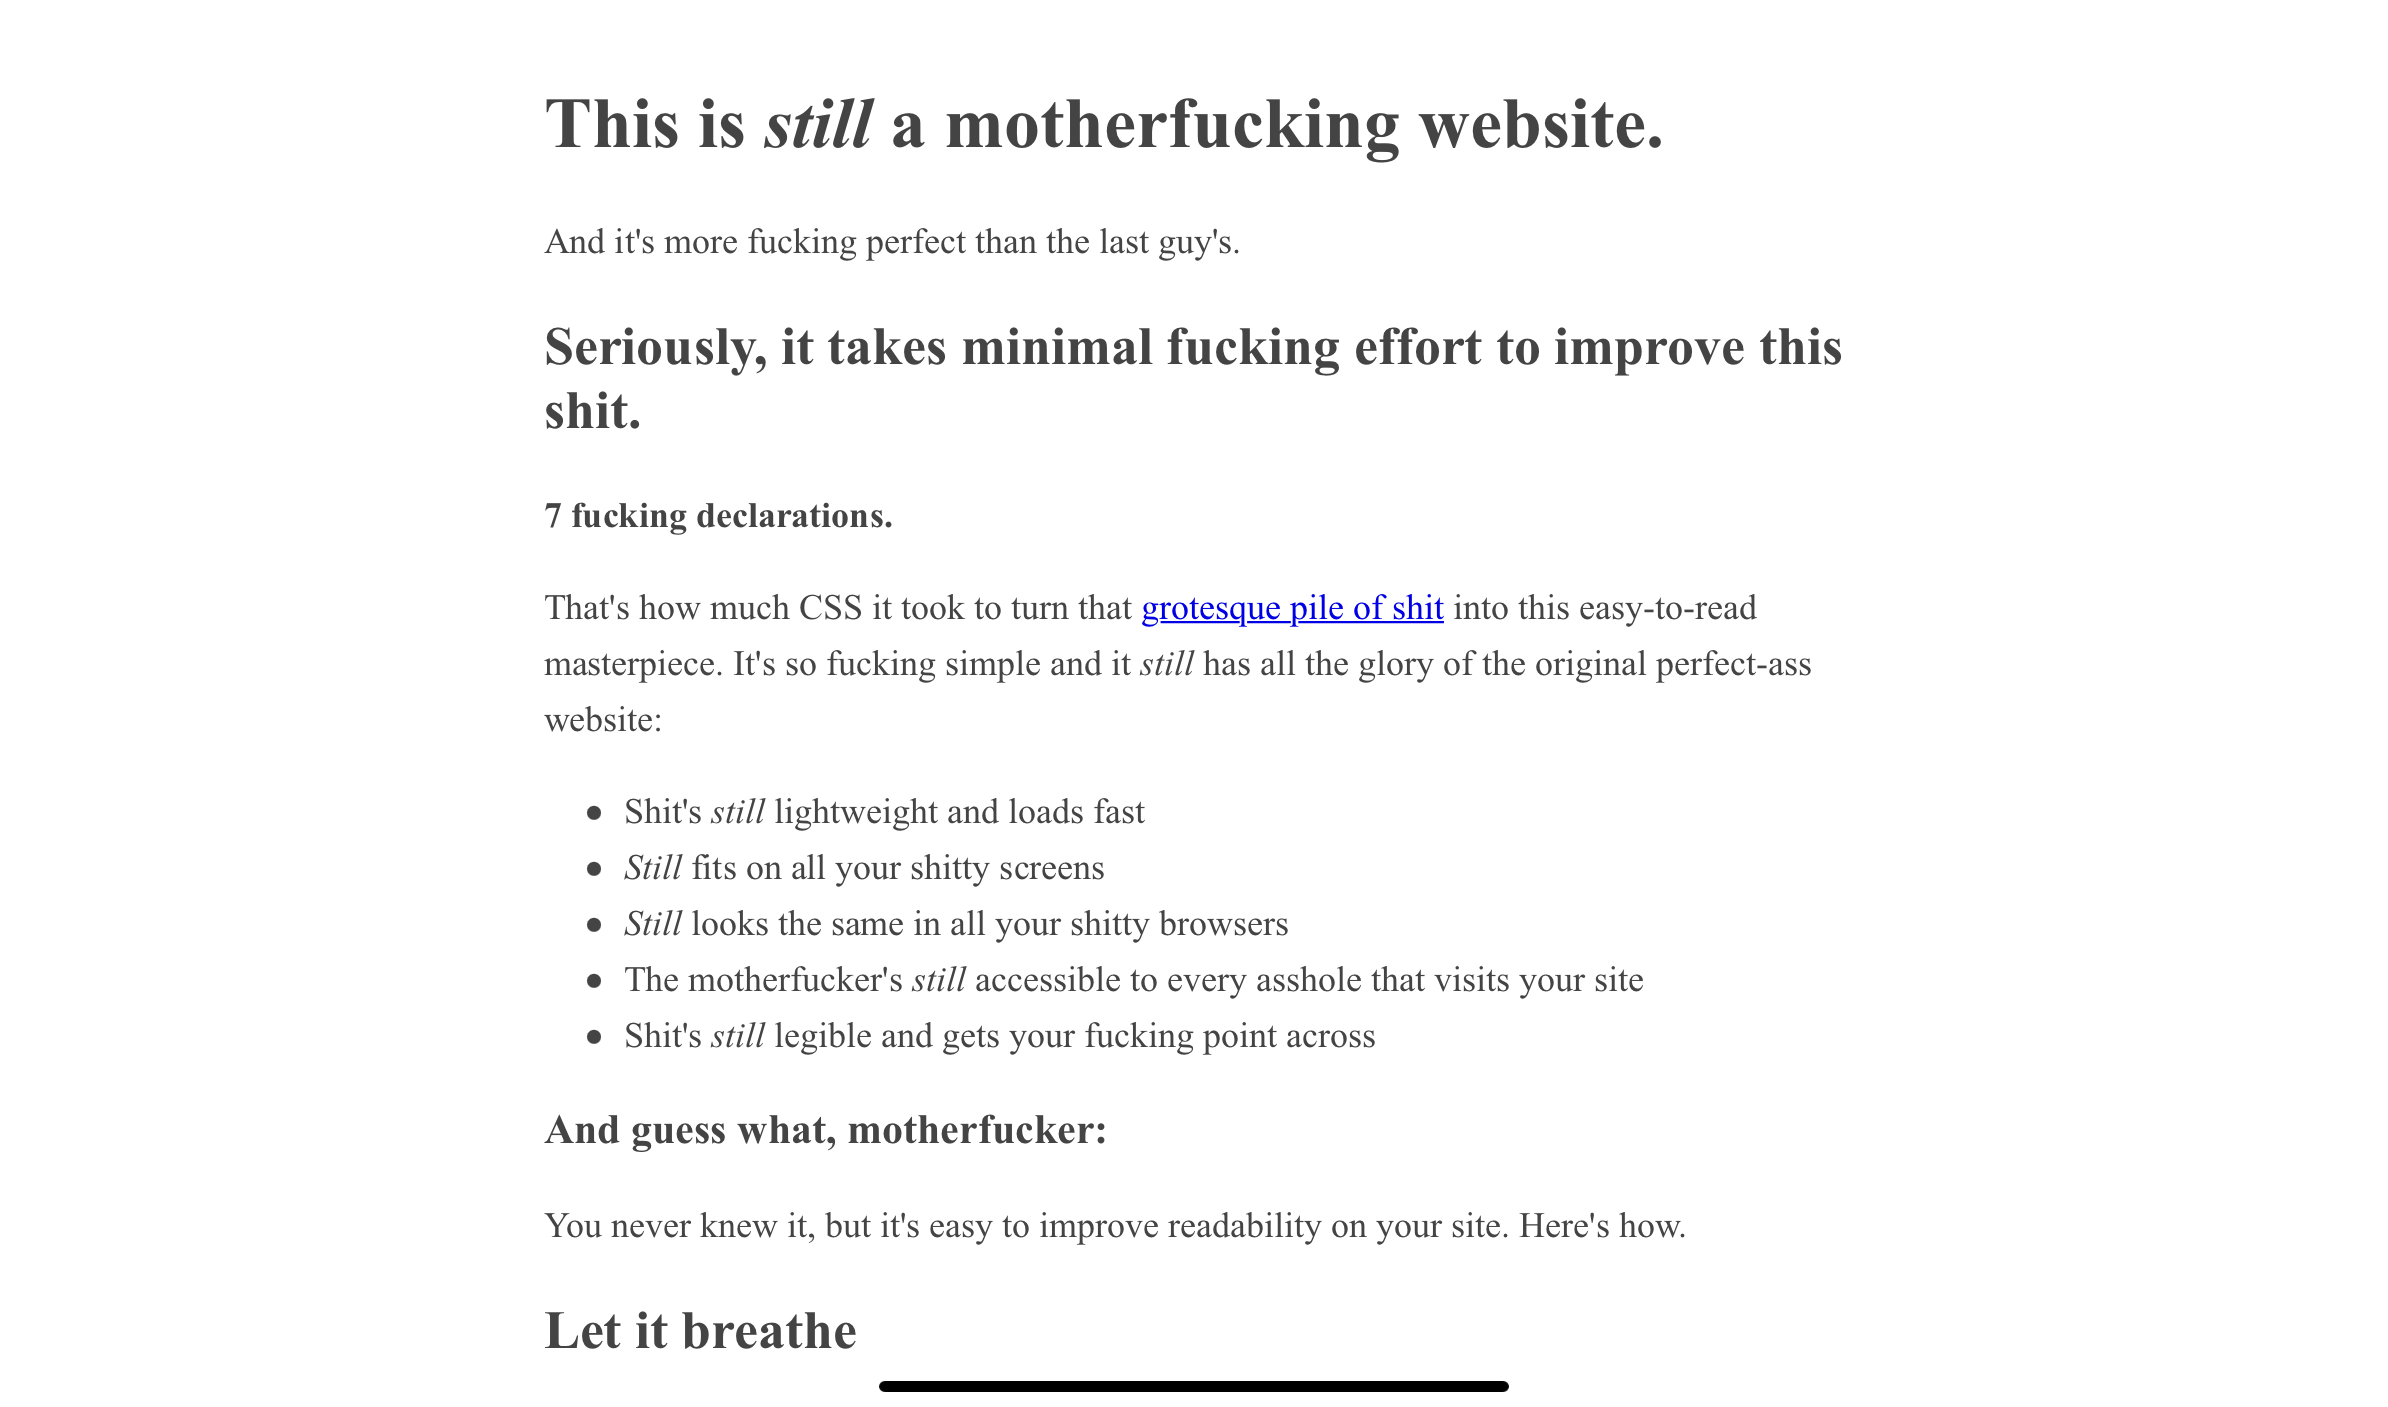 This is still a motherfucking website.
And it's more fucking perfect than the last guy's.
Seriously, it takes minimal fucking effort to improve this
shit.
7 fucking declarations.
That's how much CSS it took to turn that grotesque pile of shit into this easy-to-read
masterpiece. It's so fucking simple and it still has all the glory of the original perfect-ass
website:
Shit's still lightweight and loads fast
Still fits on all your shitty screens
Still looks the same in all your shitty browsers
The motherfucker's still accessible to every asshole that visits your site
Shit's still legible and gets your fucking point across
And guess what, motherfucker:
You never knew it, but it's easy to improve readability on your site. Here's how.
Let it breathe